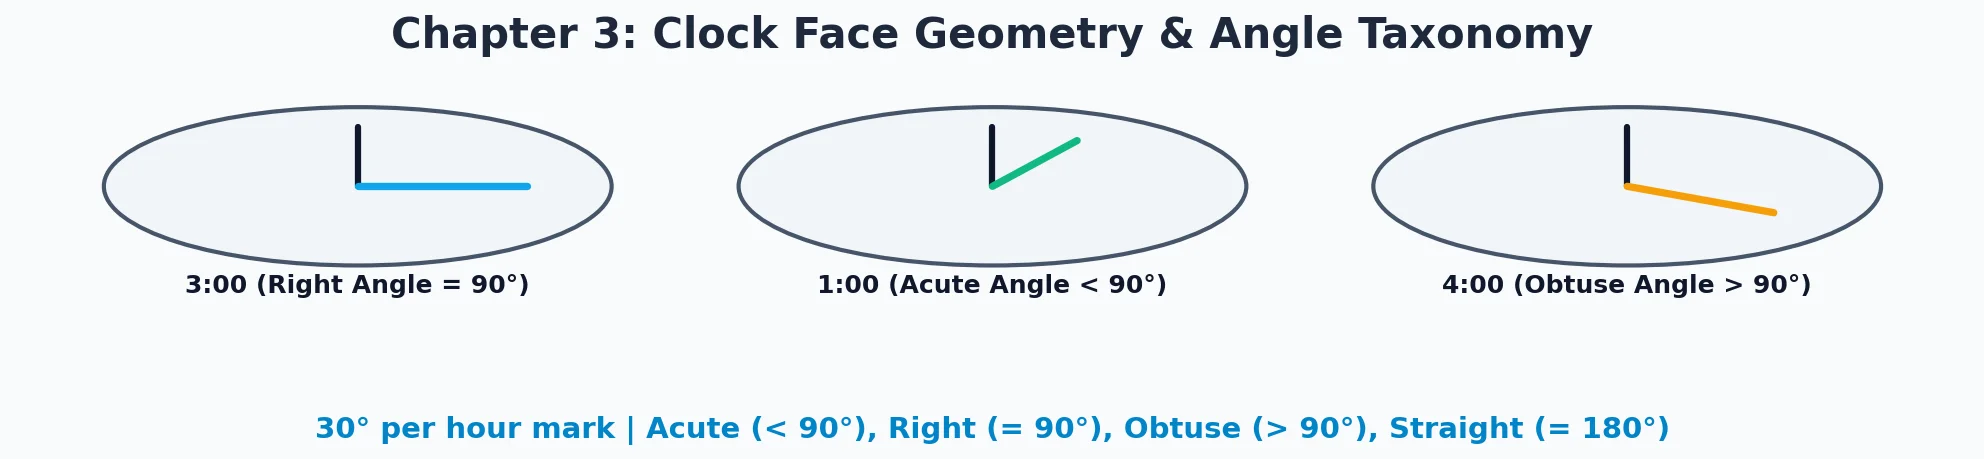 Chapter 3: Clock Face Geometry & Angle Taxonomy
3:00 (Right Angle = 90°)
1:00 (Acute Angle < 90°)
4:00 (Obtuse Angle > 90°)
30° per hour mark | Acute (< 90°), Right (= 90°), Obtuse (> 90°), Straight (= 180°)